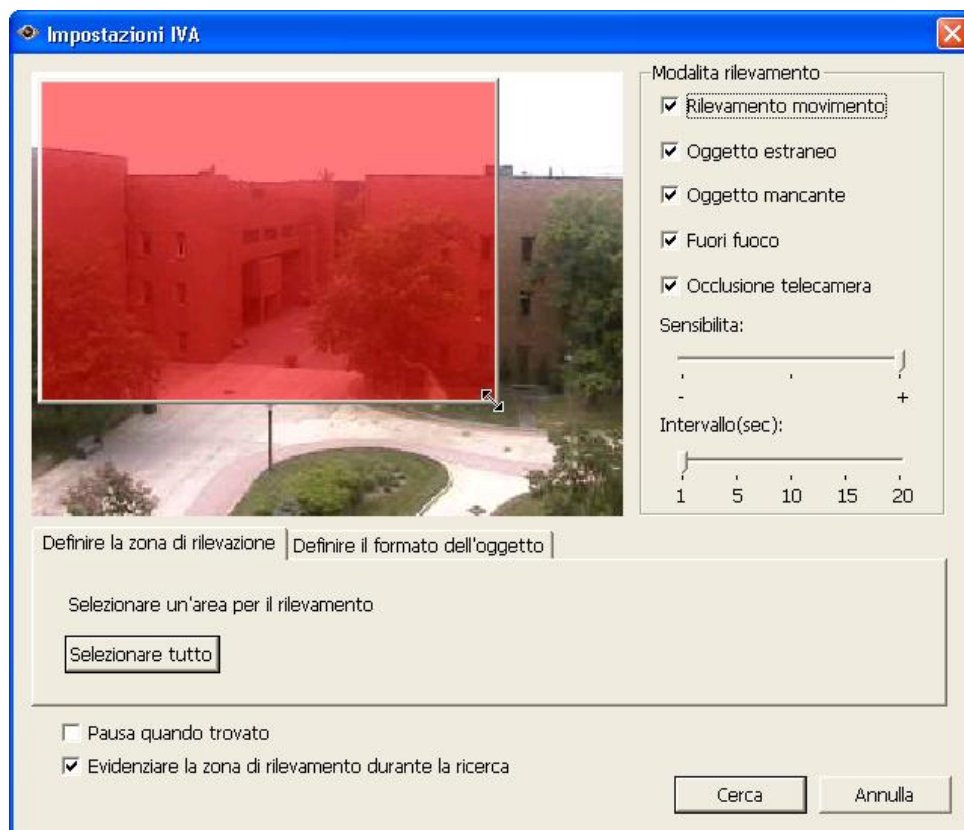 Impostazioni IVA
Modalita rilevamento
Rilevamento movimento
Oggetto estraneo
Oggetto mancante
Fuori fuoco
Occlusione telecamera
Sensibilita:
- +
Intervallo(sec):
1 5 10 15 20
Definire la zona di rilevazione Definire il formato dell'oggetto
Selezionare un'area per il rilevamento
Selezionare tutto
Pausa quando trovato
Evidenziare la zona di rilevamento durante la ricerca
Cerca Annulla